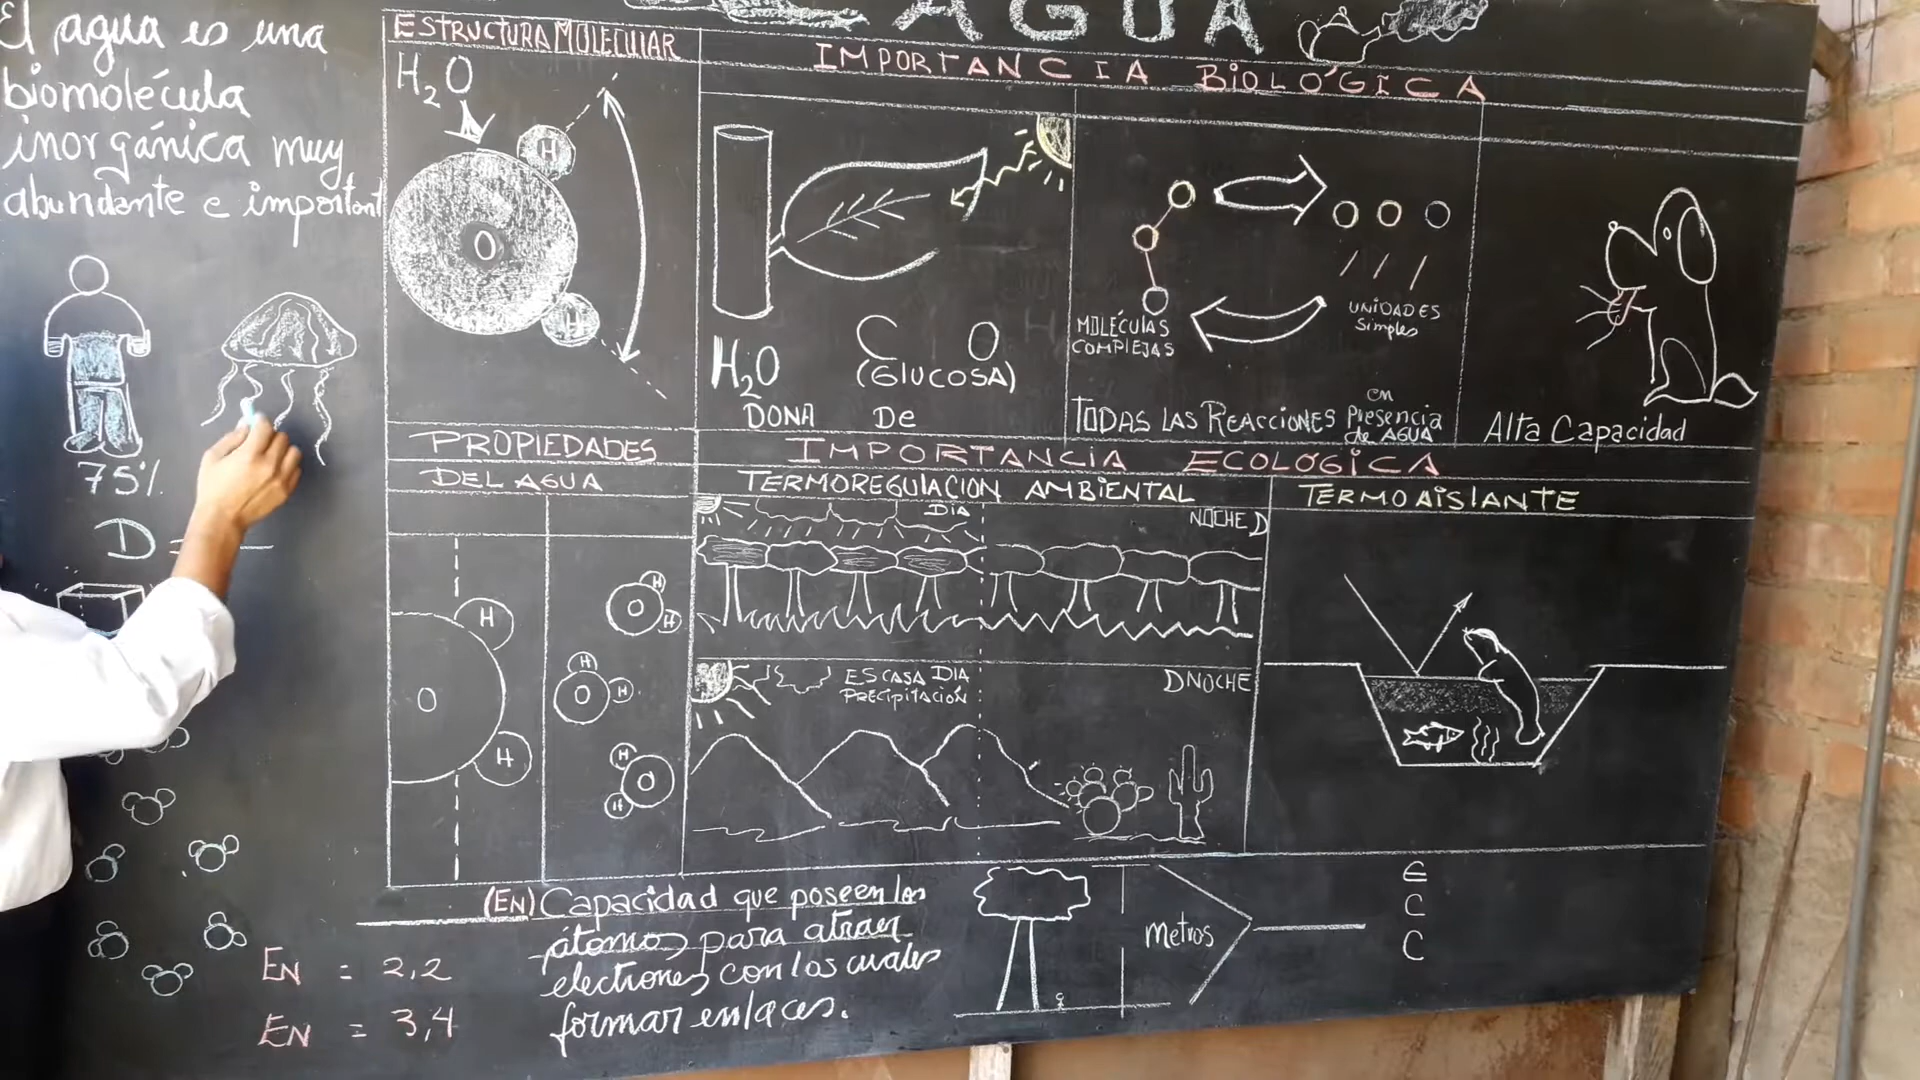 AGUA
El agua es una
biomolécula
inorgánica muy
abundante e important
75%
D =
ESTRUCTURA MOLECULAR
H₂O
H
O
H
IMPORTANCIA BiOLÓGICA
H₂O
DONA
C O
(GlUCOSA)
De
MOLÉCUlAS
COMPlEJAS
UNiDADES
Simples
TODAS LAS REACCiONES en Presencia de AGUA
Alta Capacidad
PROPIEDADES
DEL AGUA
H
O
H
H
O
H
H
O
H
H
O
H
IMPORTANCIA ECOLÓGICA
TERMOREGULACION AMBIENTAL
DIA
NOCHE
ESCASA DIA
PRECiPITACIÓN
NOCHE
TERMOAISlANTE
(EN) Capacidad que poseen los
átomos para atraer
electrones con los cuales
formar enlaces.
EN = 2,2
EN = 3,4
Metros
E
C
C